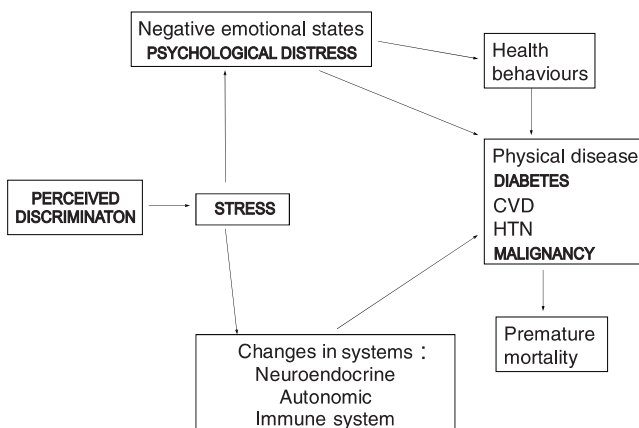 Negative emotional states
PSYCHOLOGICAL DISTRESS
Health
behaviours
PERCEIVED
DISCRIMINATON
STRESS
Physical disease
DIABETES
CVD
HTN
MALIGNANCY
Changes in systems :
Neuroendocrine
Autonomic
Immune system
Premature
mortality